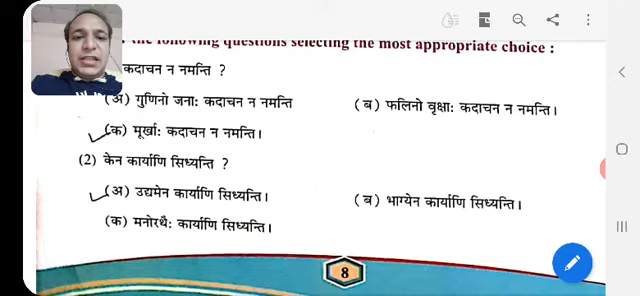 the following questions selecting the most appropriate choice :
कदाचन न नमन्ति ?
(अ) गुणिनो जनाः कदाचन न नमन्ति (ब) फलिनो वृक्षाः कदाचन न नमन्ति।
(क) मूर्खाः कदाचन न नमन्ति।
(2) केन कार्याणि सिध्यन्ति ?
(अ) उद्यमेन कार्याणि सिध्यन्ति। (ब) भाग्येन कार्याणि सिध्यन्ति।
(क) मनोरथैः कार्याणि सिध्यन्ति।
8